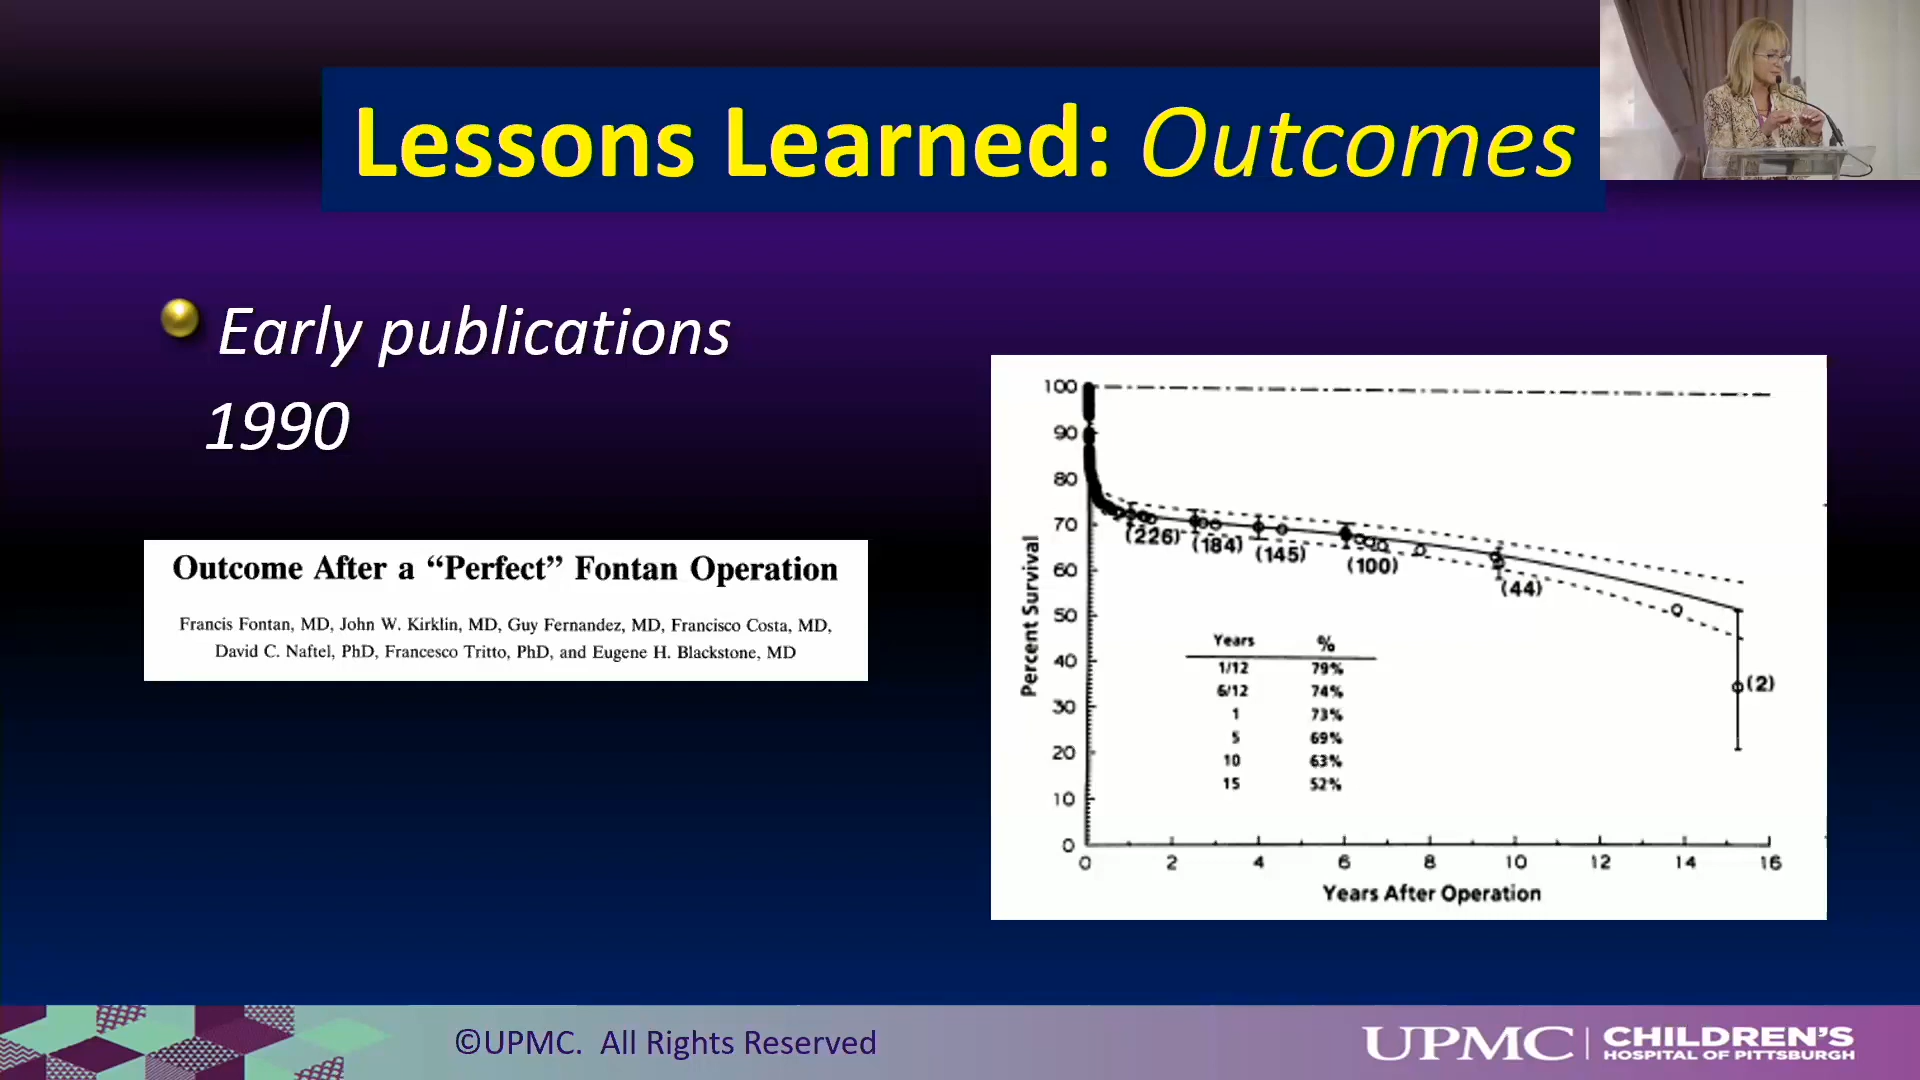 Lessons Learned: Outcomes
Early publications
1990
Outcome After a “Perfect” Fontan Operation
Francis Fontan, MD, John W. Kirklin, MD, Guy Fernandez, MD, Francisco Costa, MD,
David C. Naftel, PhD, Francesco Tritto, PhD, and Eugene H. Blackstone, MD
Percent Survival
100
90
80
70
60
50
40
30
20
10
0
(226)
(184)
(145)
(100)
(44)
(2)
Years %
1/12 79%
6/12 74%
1 73%
5 69%
10 63%
15 52%
0 2 4 6 8 10 12 14 16
Years After Operation
©UPMC. All Rights Reserved
UPMC CHILDREN'S
HOSPITAL OF PITTSBURGH